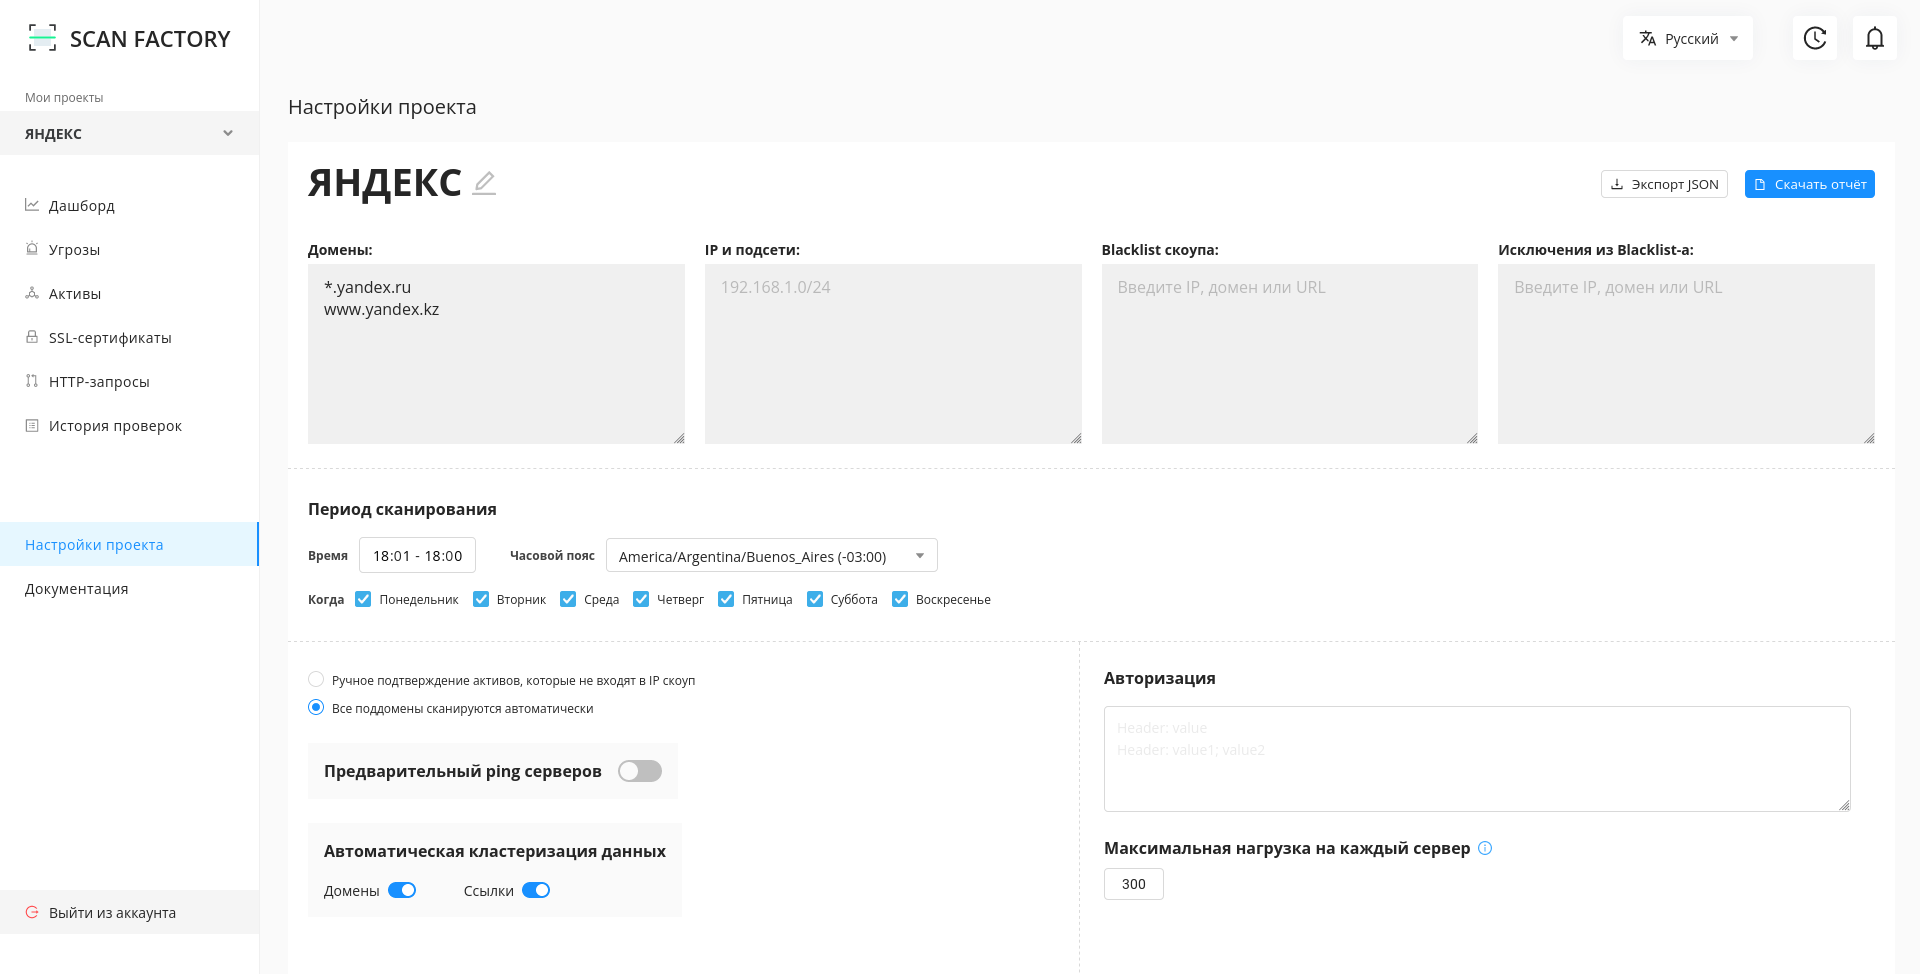 SCAN FACTORY
Русский
Мои проекты
ЯНДЕКС
Дашборд
Угрозы
Активы
SSL-сертификаты
HTTP-запросы
История проверок
Настройки проекта
Документация
Выйти из аккаунта
Настройки проекта
ЯНДЕКС
Экспорт JSON
Скачать отчёт
Домены:
*.yandex.ru
www.yandex.kz
IP и подсети:
192.168.1.0/24
Blacklist скоупа:
Введите IP, домен или URL
Исключения из Blacklist-а:
Введите IP, домен или URL
Период сканирования
Время 18:01 - 18:00 Часовой пояс America/Argentina/Buenos_Aires (-03:00)
Когда Понедельник Вторник Среда Четверг Пятница Суббота Воскресенье
Ручное подтверждение активов, которые не входят в IP скоуп
Все поддомены сканируются автоматически
Предварительный ping серверов
Автоматическая кластеризация данных
Домены Ссылки
Авторизация
Header: value
Header: value1; value2
Максимальная нагрузка на каждый сервер
300